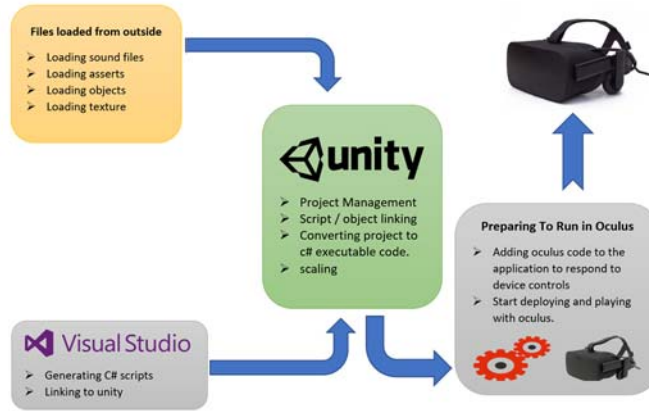 Files loaded from outside
Loading sound files
Loading asserts
Loading objects
Loading texture
unity
Project Management
Script / object linking
Converting project to
c# executable code.
scaling
Visual Studio
Generating C# scripts
Linking to unity
Preparing To Run in Oculus
Adding oculus code to the
application to respond to
device controls
Start deploying and playing
with oculus.